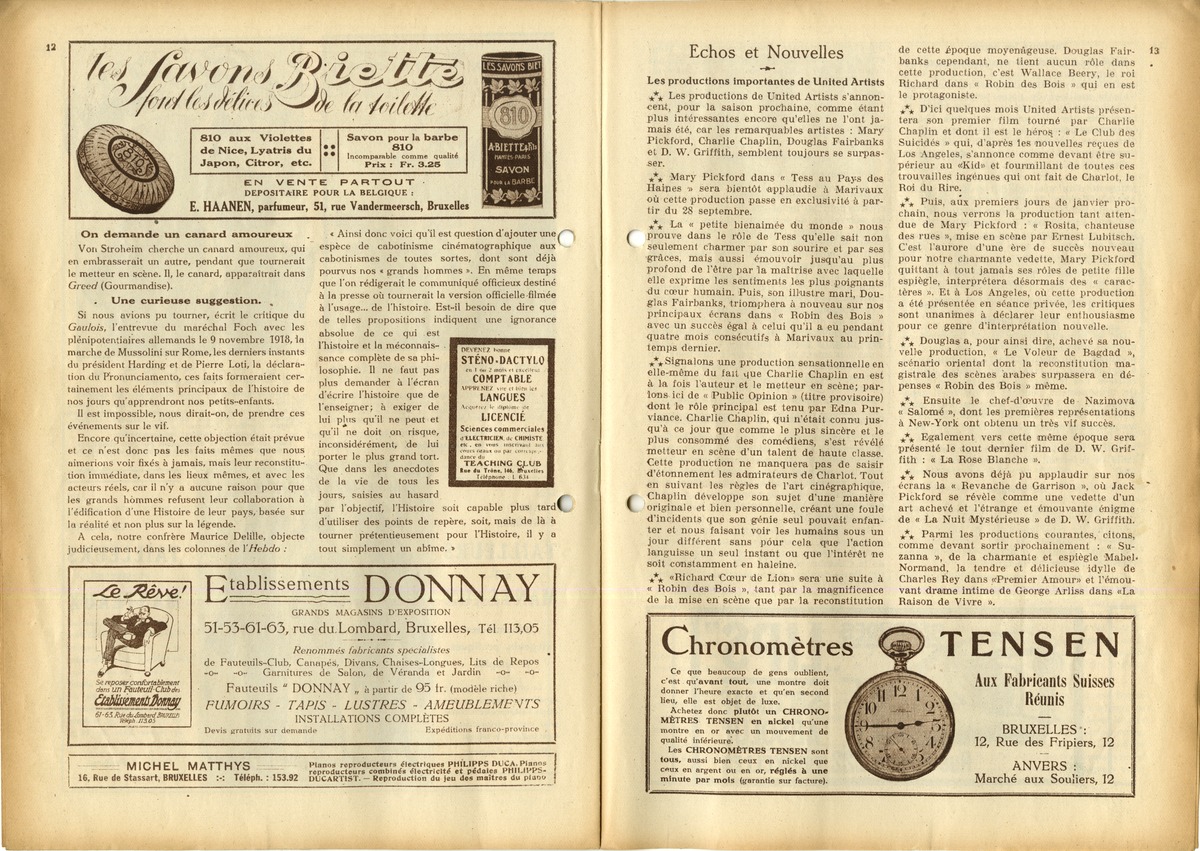 12
les Savons Biette
font les délices de la toilette
810 aux Violettes
de Nice, Lyatris du
Japon, Citror, etc.
Savon pour la barbe
810
Incomparable comme qualité
Prix : Fr. 3.25
EN VENTE PARTOUT
DEPOSITAIRE POUR LA BELGIQUE :
E. HAANEN, parfumeur, 51, rue Vandermeersch, Bruxelles
LES SAVONS BIET
810
A.BIETTE & Fils
NANTES-PARIS
SAVON
POUR LA BARBE
On demande un canard amoureux
Von Stroheim cherche un canard amoureux, qui
en embrasserait un autre, pendant que tournerait
le metteur en scène. Il, le canard, apparaîtrait dans
Greed (Gourmandise).
Une curieuse suggestion.
Si nous avions pu tourner, écrit le critique du
Gaulois, l'entrevue du maréchal Foch avec les
plénipotentiaires allemands le 9 novembre 1918, la
marche de Mussolini sur Rome, les derniers instants
du président Harding et de Pierre Loti, la déclara-
tion du Pronunciamento, ces faits formeraient cer-
tainement les éléments principaux de l'histoire de
nos jours qu'apprendront nos petits-enfants.
Il est impossible, nous dirait-on, de prendre ces
événements sur le vif.
Encore qu'incertaine, cette objection était prévue
et ce n'est donc pas les faits mêmes que nous
aimerions voir fixés à jamais, mais leur reconstitu-
tion immédiate, dans les lieux mêmes, et avec les
acteurs réels, car il n'y a aucune raison pour que
les grands hommes refusent leur collaboration à
l'édification d'une Histoire de leur pays, basée sur
la réalité et non plus sur la légende.
A cela, notre confrère Maurice Delille, objecte
judicieusement, dans les colonnes de l'Hebdo :
« Ainsi donc voici qu'il est question d'ajouter une
espèce de cabotinisme cinématographique aux
cabotinismes de toutes sortes, dont sont déjà
pourvus nos « grands hommes ». En même temps
que l'on rédigerait le communiqué officieux destiné
à la presse où tournerait la version officielle-filmée
à l'usage... de l'histoire. Est-il besoin de dire que
de telles propositions indiquent une ignorance
absolue de ce qui est
l'histoire et la méconnais-
sance complete de sa phi-
losophie. Il ne faut pas
plus demander à l'écran
d'écrire l'histoire que de
l'enseigner; à exiger de
lui plus qu'il ne peut et
qu'il ne doit on risque,
inconsidérément, de lui
porter le plus grand tort.
Que dans les anecdotes
de la vie de tous les
jours, saisies au hasard
par l'objectif, l'Histoire soit capable plus tard
d'utiliser des points de repère, soit, mais de là à
tourner prétentieusement pour l'Histoire, il y a
tout simplement un abîme. »
DEVENEZ bonne
STÉNO-DACTYLO
en 1 ou 2 mois et excellent
COMPTABLE
APPRENEZ vite et bien les
LANGUES
Acquérez le diplôme de
LICENCIÉ
Sciences commerciales
d'ELECTRICIEN, de CHIMISTE
etc. en vous inscrivant aux
cours oraux ou par correspon-
dance du
TEACHING CLUB
Rue du Trône, 146, Bruxelles
Téléphone : L 634
Le Rêve!
Se reposer confortablement
dans un Fauteuil-Club des
Etablissements Donnay
61-63. Rue du Lombard BRUXELLES
Téléph. 113,05
Etablissements DONNAY
GRANDS MAGASINS D'EXPOSITION
51-53-61-63, rue du Lombard, Bruxelles, Tél 113,05
Renommés fabricants specialistes
de Fauteuils-Club, Canapés, Divans, Chaises-Longues, Lits de Repos
-o- -o- Garnitures de Salon, de Véranda et Jardin -o- -o-
Fauteuils " DONNAY „ à partir de 95 fr. (modèle riche)
FUMOIRS - TAPIS - LUSTRES - AMEUBLEMENTS
INSTALLATIONS COMPLÈTES
Devis gratuits sur demande Expéditions franco-province
MICHEL MATTHYS
16, Rue de Stassart, BRUXELLES :-: Téléph. : 153.92
Pianos reproducteurs électriques PHILIPPS DUCA. Pianos
reproducteurs combinés électricité et pédales PHILIPPS-
DUCARTIST. — Reproduction du jeu des maîtres du piano
Echos et Nouvelles
Les productions importantes de United Artists
⁂ Les productions de United Artists s'annon-
cent, pour la saison prochaine, comme étant
plus intéressantes encore qu'elles ne l'ont ja-
mais été, car les remarquables artistes : Mary
Pickford, Charlie Chaplin, Douglas Fairbanks
et D. W. Griffith, semblent toujours se surpas-
ser.
⁂ Mary Pickford dans « Tess au Pays des
Haines » sera bientôt applaudie à Marivaux
où cette production passe en exclusivité à par-
tir du 28 septembre.
⁂ La « petite bienaimée du monde » nous
prouve dans le rôle de Tess qu'elle sait non
seulement charmer par son sourire et par ses
grâces, mais aussi émouvoir jusqu'au plus
profond de l'être par la maîtrise avec laquelle
elle exprime les sentiments les plus poignants
du cœur humain. Puis, son illustre mari, Dou-
glas Fairbanks, triomphera à nouveau sur nos
principaux écrans dans « Robin des Bois »
avec un succès égal à celui qu'il a eu pendant
quatre mois consécutifs à Marivaux au prin-
temps dernier.
⁂ Signalons une production sensationnelle en
elle-même du fait que Charlie Chaplin en est
à la fois l'auteur et le metteur en scène; par-
lons ici de « Public Opinion » (titre provisoire)
dont le rôle principal est tenu par Edna Pur-
viance. Charlie Chaplin, qui n'était connu jus-
qu'à ce jour que comme le plus sincère et le
plus consommé des comédiens, s'est révélé
metteur en scène d'un talent de haute classe.
Cette production ne manquera pas de saisir
d'étonnement les admirateurs de Charlot. Tout
en suivant les règles de l'art cinégraphique,
Chaplin développe son sujet d'une manière
originale et bien personnelle, créant une foule
d'incidents que son génie seul pouvait enfan-
ter et nous faisant voir les humains sous un
jour différent sans pour cela que l'action
languisse un seul instant ou que l'intérêt ne
soit constamment en haleine.
⁂ «Richard Cœur de Lion» sera une suite à
« Robin des Bois », tant par la magnificence
de la mise en scène que par la reconstitution
13
de cette époque moyenâgeuse. Douglas Fair-
banks cependant, ne tient aucun rôle dans
cette production, c'est Wallace Beery, le roi
Richard dans « Robin des Bois » qui en est
le protagoniste.
⁂ D'ici quelques mois United Artists présen-
tera son premier film tourné par Charlie
Chaplin et dont il est le héros : « Le Club des
Suicidés » qui, d'après les nouvelles reçues de
Los Angeles, s'annonce comme devant être su-
périeur au «Kid» et fourmillant de toutes ces
trouvailles ingénues qui ont fait de Charlot, le
Roi du Rire.
⁂ Puis, aux premiers jours de janvier pro-
chain, nous verrons la production tant atten-
due de Mary Pickford : « Rosita, chanteuse
des rues », mise en scène par Ernest Lubitsch.
C'est l'aurore d'une ère de succès nouveau
pour notre charmante vedette, Mary Pickford
quittant à tout jamais ses rôles de petite fille
espiègle, interprétera désormais des « carac-
tères ». Et à Los Angeles, où cette production
a été présentée en séance privée, les critiques
sont unanimes à déclarer leur enthousiasme
pour ce genre d'interprétation nouvelle.
⁂ Douglas a, pour ainsi dire, achevé sa nou-
velle production, « Le Voleur de Bagdad »,
scénario oriental dont la reconstitution ma-
gistrale des scènes arabes surpassera en dé-
penses « Robin des Bois » même.
⁂ Ensuite le chef-d'œuvre de Nazimova
« Salomé », dont les premières représentations
à New-York ont obtenu un très vif succès.
⁂ Egalement vers cette même époque sera
présenté le tout dernier film de D. W. Grif-
fith : « La Rose Blanche ».
⁂ Nous avons déjà pu applaudir sur nos
écrans la « Revanche de Garrison », où Jack
Pickford se révèle comme une vedette d'un
art achevé et l'étrange et émouvante énigme
de « La Nuit Mystérieuse » de D. W. Griffith.
⁂ Parmi les productions courantes, citons,
comme devant sortir prochainement : « Su-
zanna », de la charmante et espiègle Mabel
Normand, la tendre et délicieuse idylle de
Charles Rey dans «Premier Amour» et l'émou-
vant drame intime de George Arliss dans «La
Raison de Vivre ».
Chronomètres TENSEN
Ce que beaucoup de gens oublient,
c'est qu'avant tout, une montre doit
donner l'heure exacte et qu'en second
lieu, elle est objet de luxe.
Achetez donc plutôt un CHRONO-
MÈTRES TENSEN en nickel qu'une
montre en or avec un mouvement de
qualité inférieure.
Les CHRONOMÈTRES TENSEN sont
tous, aussi bien ceux en nickel que
ceux en argent ou en or, réglés à une
minute par mois (garantie sur facture).
Aux Fabricants Suisses
Réunis
BRUXELLES :
12, Rue des Fripiers, 12
ANVERS :
Marché aux Souliers, 12